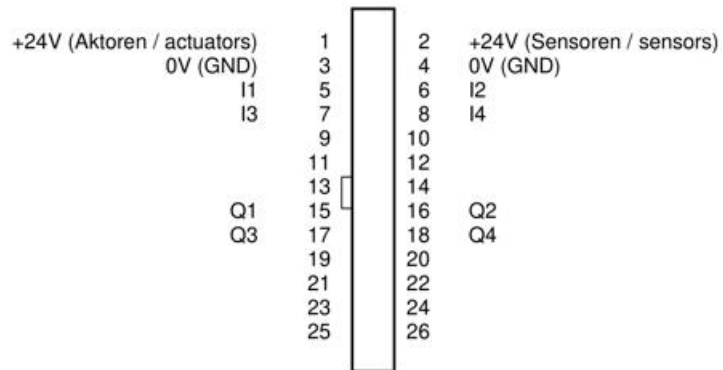 +24V (Aktoren / actuators) 1 2 +24V (Sensoren / sensors)
0V (GND) 3 4 0V (GND)
I1 5 6 I2
I3 7 8 I4
9 10
11 12
13 14
Q1 15 16 Q2
Q3 17 18 Q4
19 20
21 22
23 24
25 26